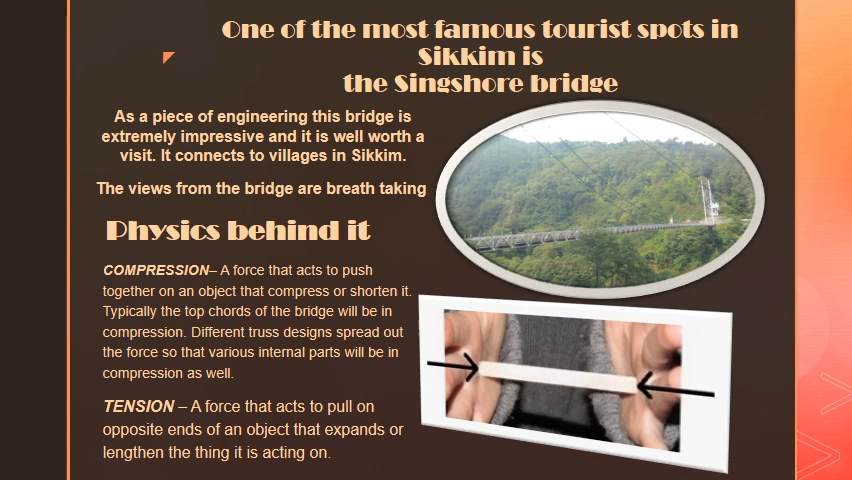 One of the most famous tourist spots in
Sikkim is
the Singshore bridge
As a piece of engineering this bridge is
extremely impressive and it is well worth a
visit. It connects to villages in Sikkim.
The views from the bridge are breath taking
Physics behind it
COMPRESSION– A force that acts to push
together on an object that compress or shorten it.
Typically the top chords of the bridge will be in
compression. Different truss designs spread out
the force so that various internal parts will be in
compression as well.
TENSION – A force that acts to pull on
opposite ends of an object that expands or
lengthen the thing it is acting on.